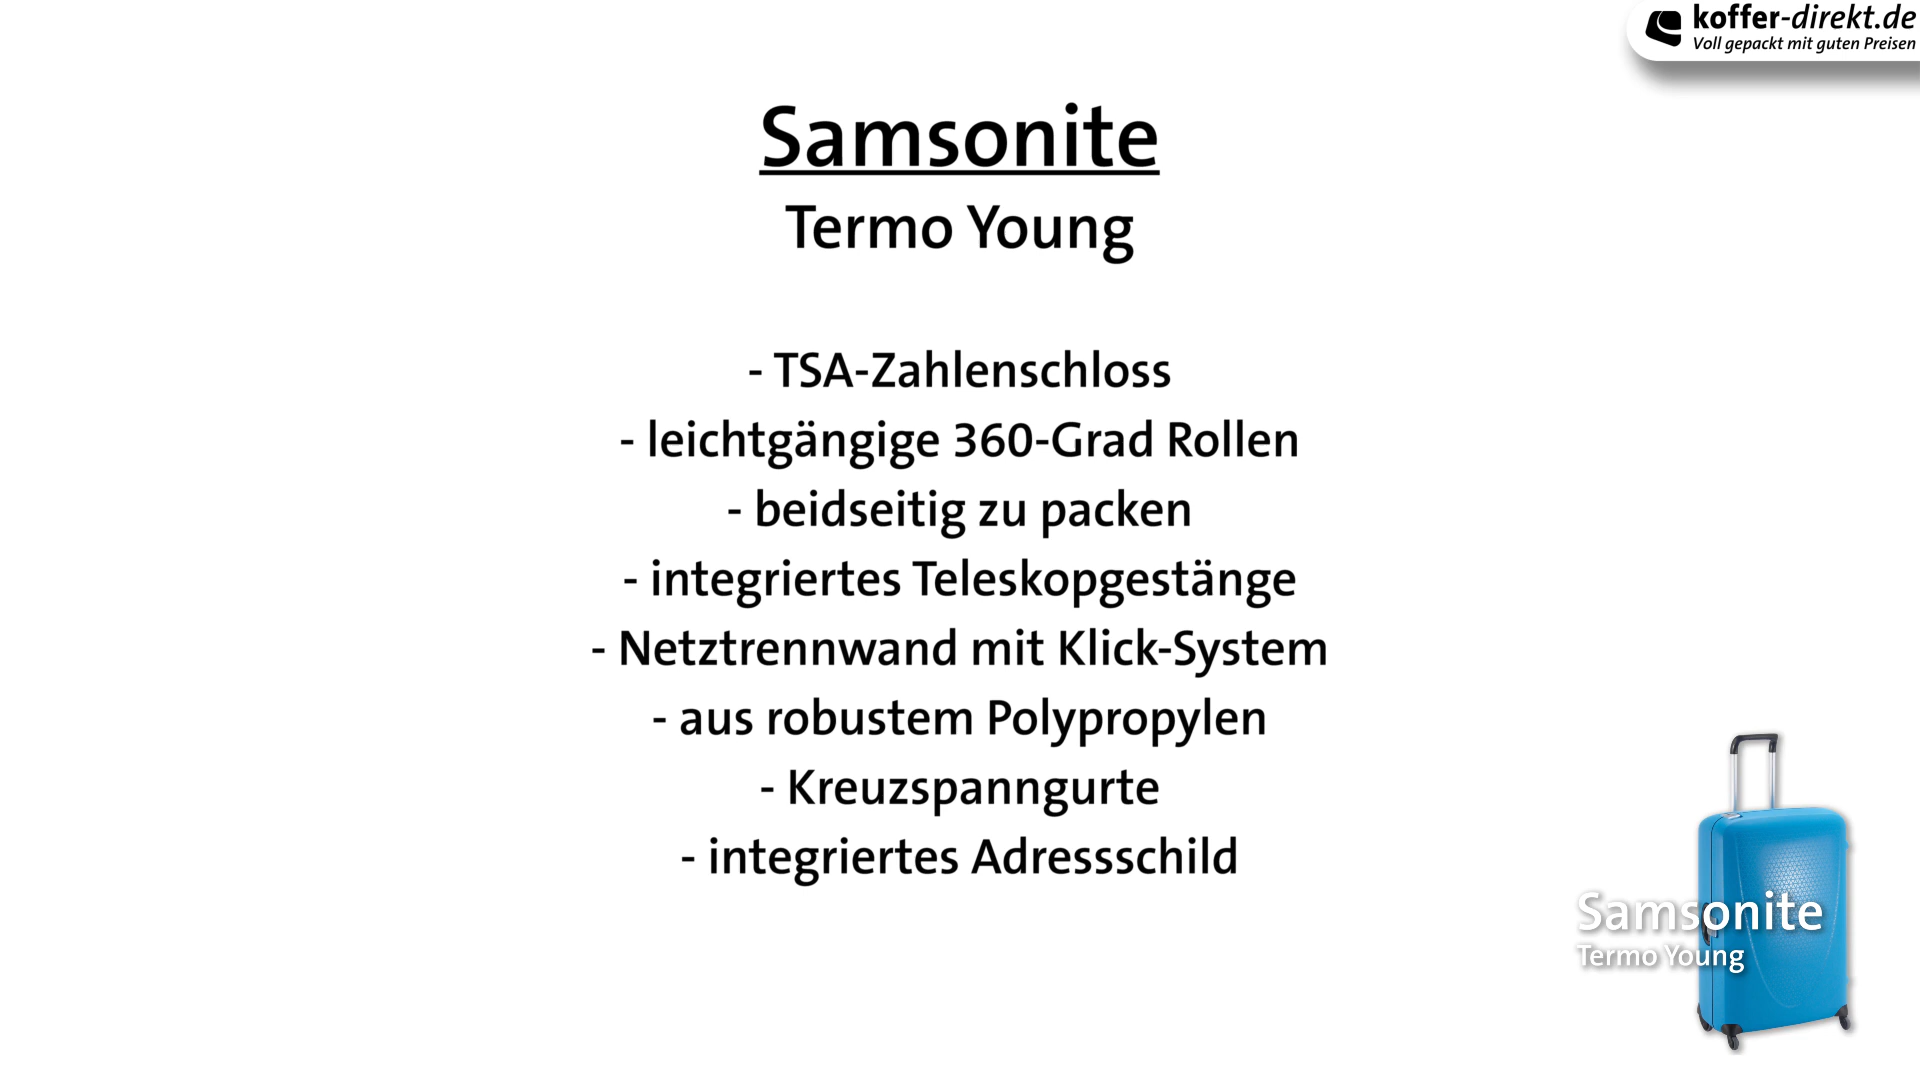 koffer-direkt.de
Voll gepackt mit guten Preisen
Samsonite
Termo Young
- TSA-Zahlenschloss
- leichtgängige 360-Grad Rollen
- beidseitig zu packen
- integriertes Teleskopgestänge
- Netztrennwand mit Klick-System
- aus robustem Polypropylen
- Kreuzspanngurte
- integriertes Adressschild
Samsonite
Termo Young